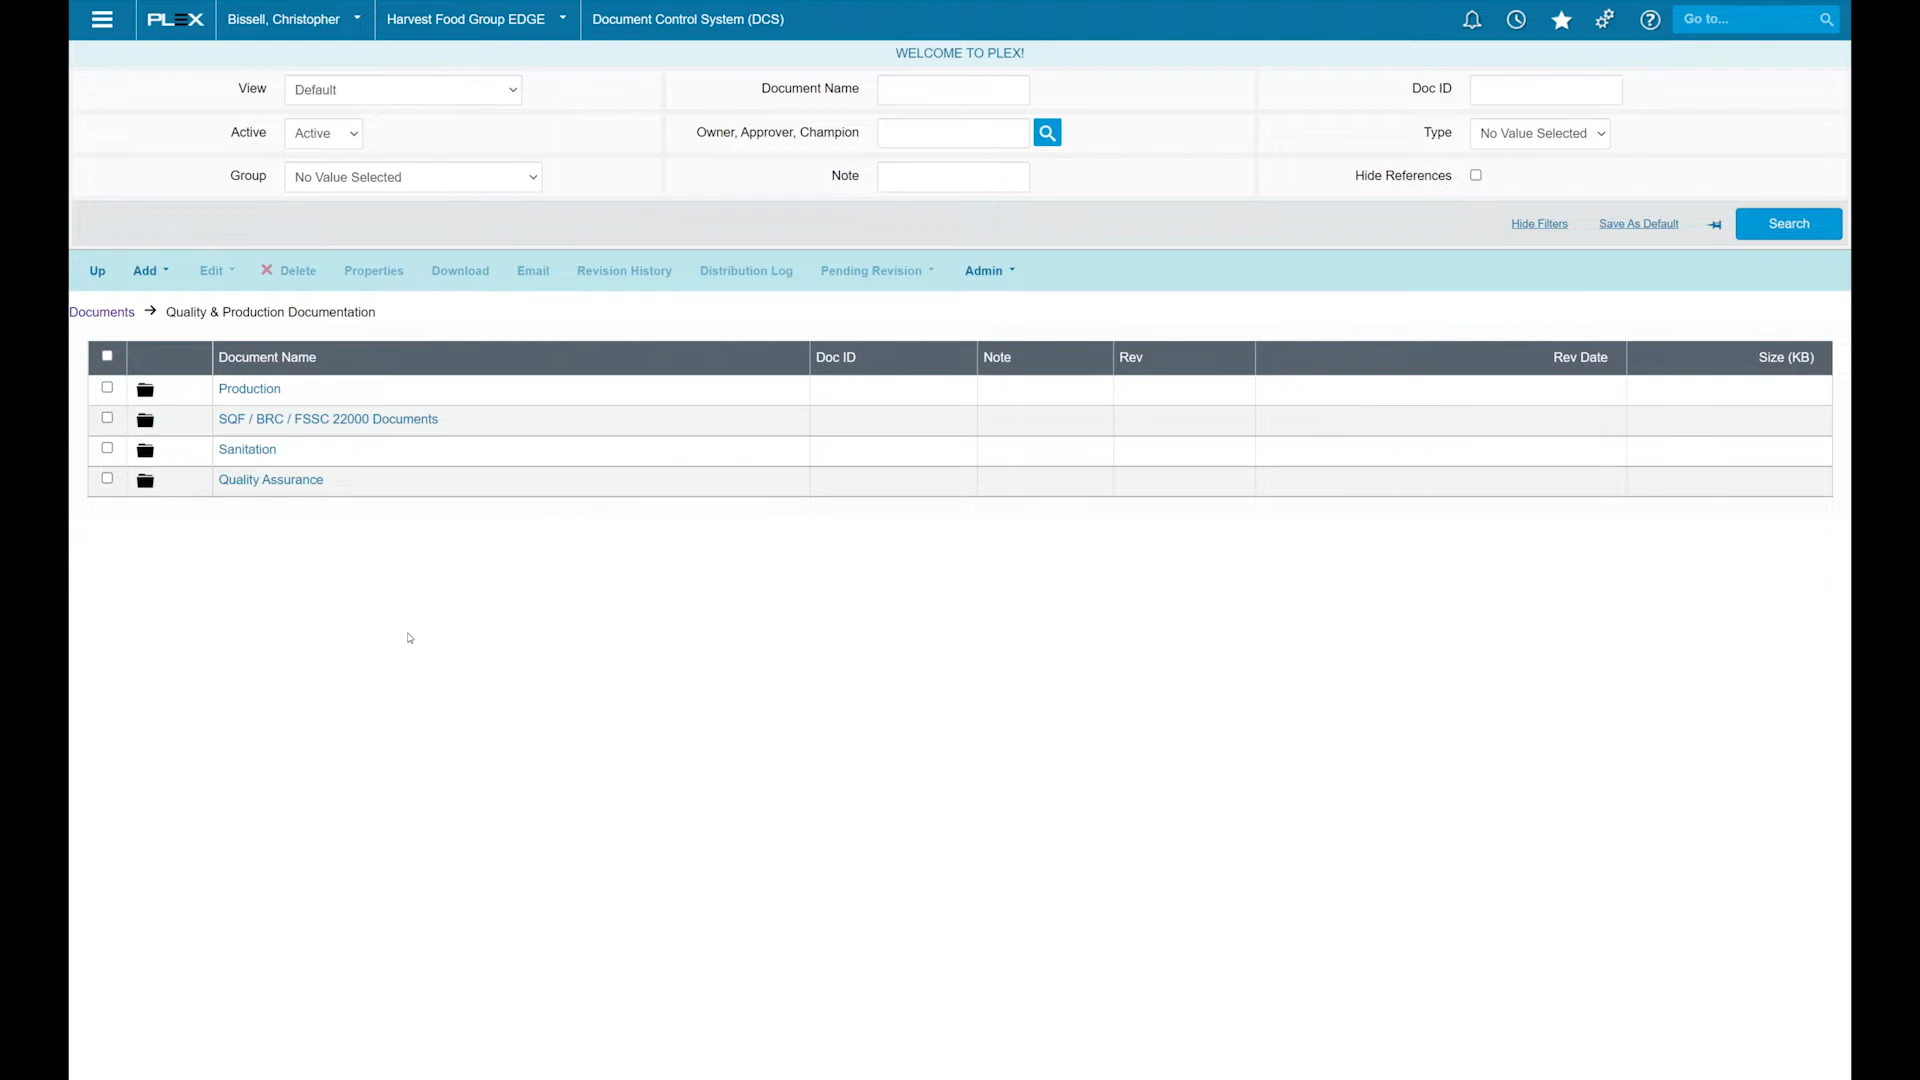 PLEX Bissell, Christopher Harvest Food Group EDGE Document Control System (DCS) Go to...
WELCOME TO PLEX!
View Default Document Name Doc ID
Active Active Owner, Approver, Champion Type No Value Selected
Group No Value Selected Note Hide References
Hide Filters Save As Default Search
Up Add Edit Delete Properties Download Email Revision History Distribution Log Pending Revision Admin
Documents Quality & Production Documentation
Document Name Doc ID Note Rev Rev Date Size (KB)
Production
SQF / BRC / FSSC 22000 Documents
Sanitation
Quality Assurance